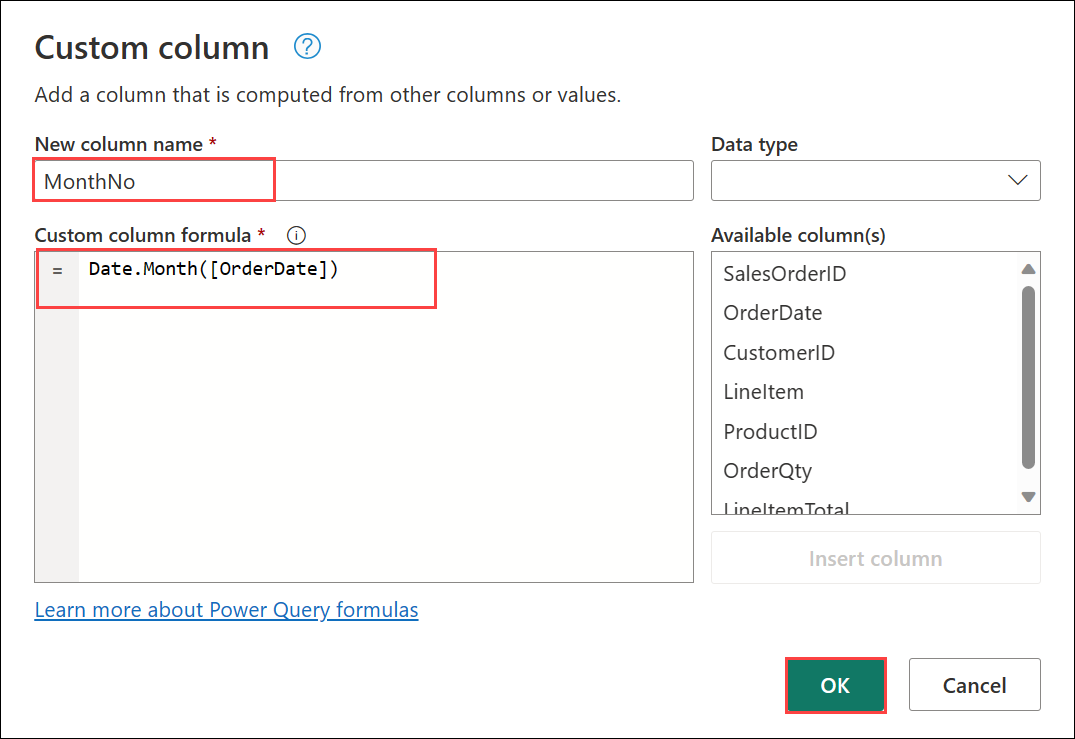 Custom column ?
Add a column that is computed from other columns or values.
New column name *
Data type
MonthNo
Custom column formula * i
Available column(s)
= Date.Month([OrderDate])
SalesOrderID
OrderDate
CustomerID
LineItem
ProductID
OrderQty
LineItemTotal
Insert column
Learn more about Power Query formulas
OK
Cancel